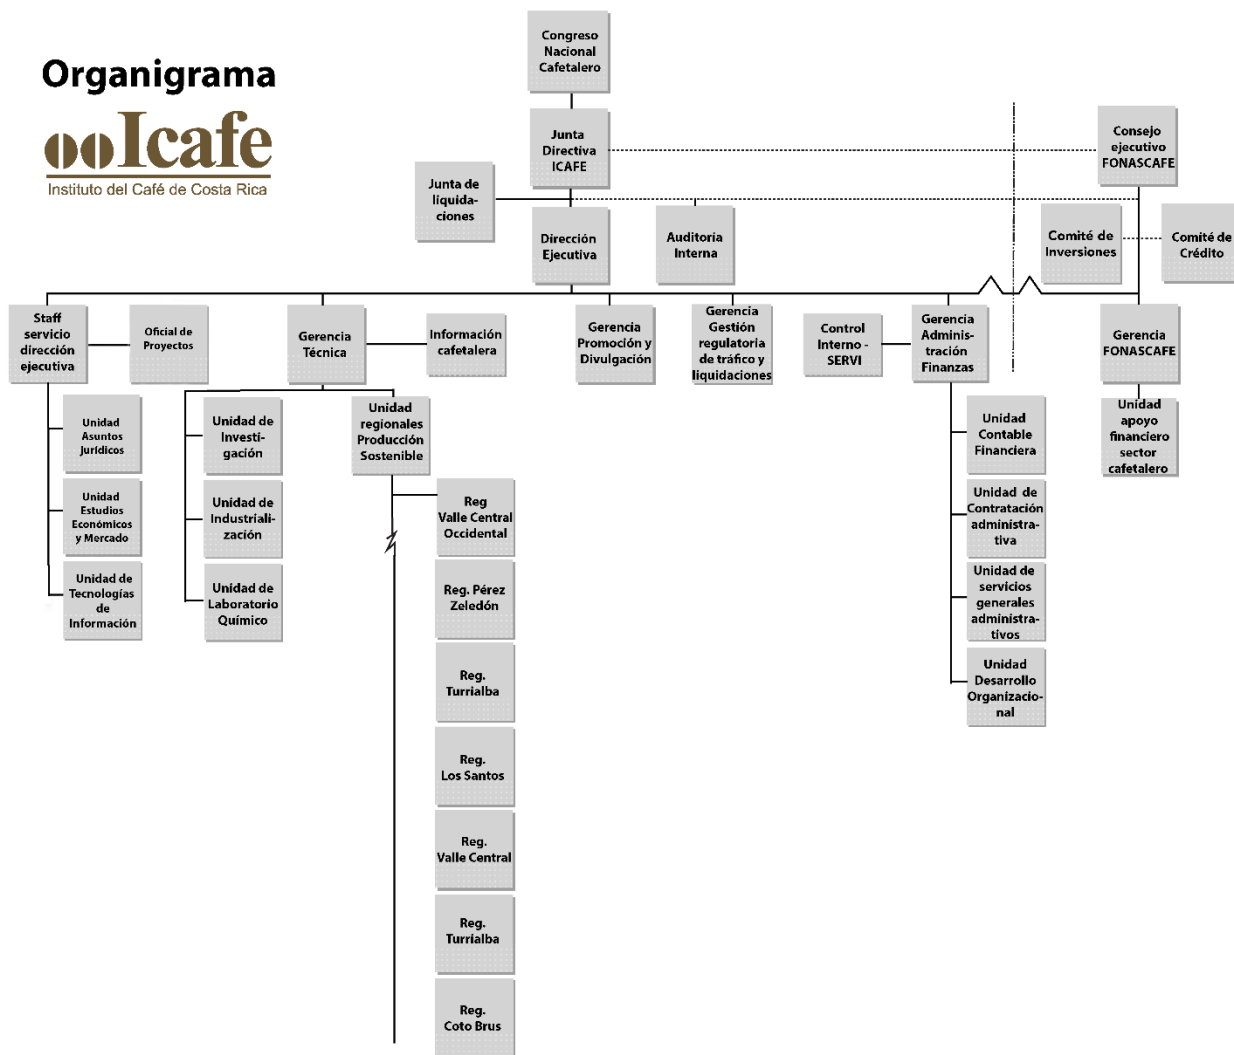 Organigrama
Icafe
Instituto del Café de Costa Rica
Congreso
Nacional
Cafetalero
Junta
Directiva
ICAFE
Consejo
ejecutivo
FONASCAFE
Junta de
liquida-
ciones
Dirección
Ejecutiva
Auditoria
Interna
Comité de
Inversiones
Comité de
Crédito
Staff
servicio
dirección
ejecutiva
Oficial de
Proyectos
Gerencia
Técnica
Información
cafetalera
Gerencia
Promoción y
Divulgación
Gerencia
Gestión
regulatoria
de tráfico y
liquidaciones
Control
Interno -
SERVI
Gerencia
Adminis-
tración
Finanzas
Gerencia
FONASCAFE
Unidad
Asuntos
Jurídicos
Unidad
Estudios
Económicos
y Mercado
Unidad de
Tecnologías
de
Información
Unidad de
Investi-
gación
Unidad de
Industriali-
zación
Unidad de
Laboratorio
Químico
Unidad
regionales
Producción
Sostenible
Reg
Valle Central
Occidental
Reg. Pérez
Zeledón
Reg.
Turrialba
Reg.
Los Santos
Reg.
Valle Central
Reg.
Turrialba
Reg.
Coto Brus
Unidad
Contable
Financiera
Unidad de
Contratación
administra-
tiva
Unidad de
servicios
generales
administra-
tivos
Unidad
Desarrollo
Organizacio-
nal
Unidad
apoyo
financiero
sector
cafetalero